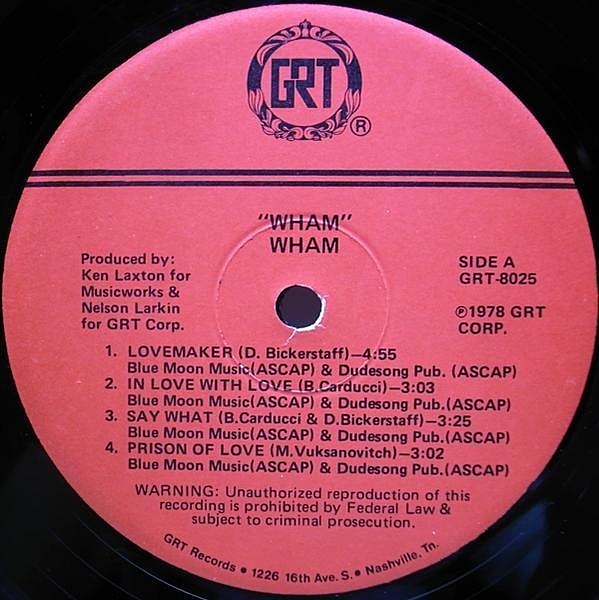 GRT
®
"WHAM"
WHAM
Produced by:
Ken Laxton for
Musicworks &
Nelson Larkin
for GRT Corp.
SIDE A
GRT-8025
℗1978 GRT
CORP.
1. LOVEMAKER (D. Bickerstaff)—4:55
Blue Moon Music(ASCAP) & Dudesong Pub. (ASCAP)
2. IN LOVE WITH LOVE (B.Carducci)—3:03
Blue Moon Music(ASCAP) & Dudesong Pub.(ASCAP)
3. SAY WHAT (B.Carducci & D.Bickerstaff)—3:25
Blue Moon Music(ASCAP) & Dudesong Pub.(ASCAP)
4. PRISON OF LOVE (M.Vuksanovitch)—3:02
Blue Moon Music(ASCAP) & Dudesong Pub.(ASCAP)
WARNING: Unauthorized reproduction of this
recording is prohibited by Federal Law &
subject to criminal prosecution.
GRT Records • 1226 16th Ave. S. • Nashville, Tn.